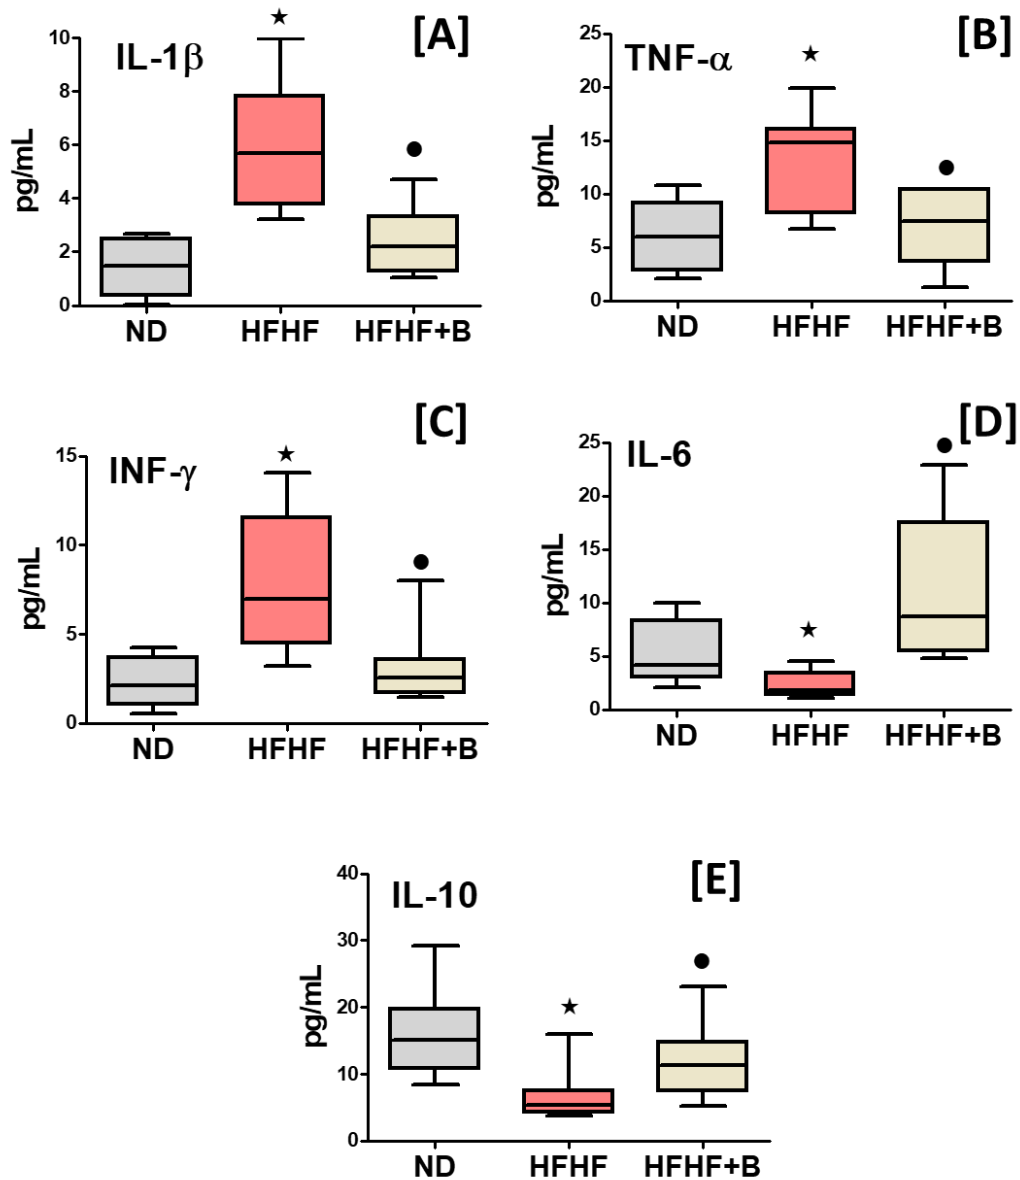 [A]
IL-1β
pg/mL
10
8
6
4
2
0
ND HFHF HFHF+B
[B]
TNF-α
pg/mL
25
20
15
10
5
0
ND HFHF HFHF+B
[C]
INF-γ
pg/mL
15
10
5
0
ND HFHF HFHF+B
[D]
IL-6
pg/mL
25
20
15
10
5
0
ND HFHF HFHF+B
[E]
IL-10
pg/mL
40
30
20
10
0
ND HFHF HFHF+B